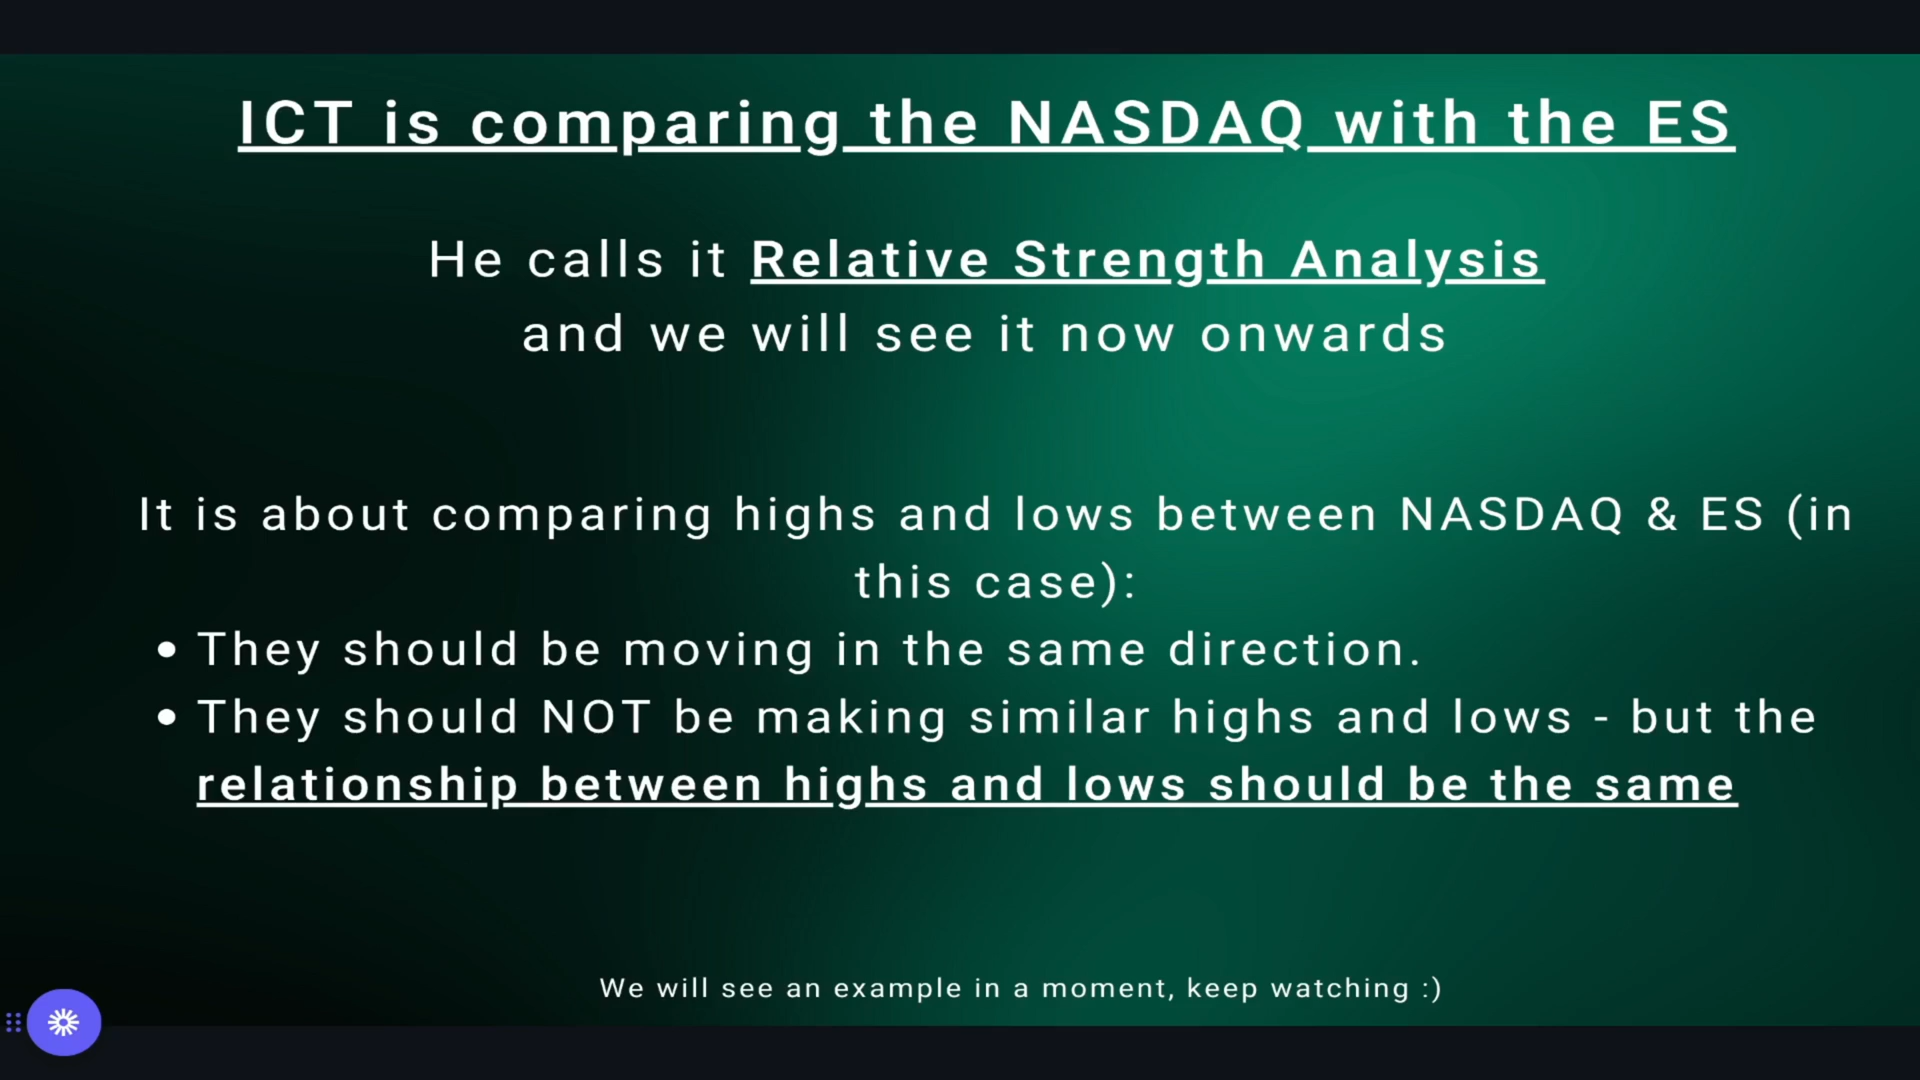 ICT is comparing the NASDAQ with the ES
He calls it Relative Strength Analysis
and we will see it now onwards
It is about comparing highs and lows between NASDAQ & ES (in
this case):
• They should be moving in the same direction.
• They should NOT be making similar highs and lows - but the
relationship between highs and lows should be the same
We will see an example in a moment, keep watching :)